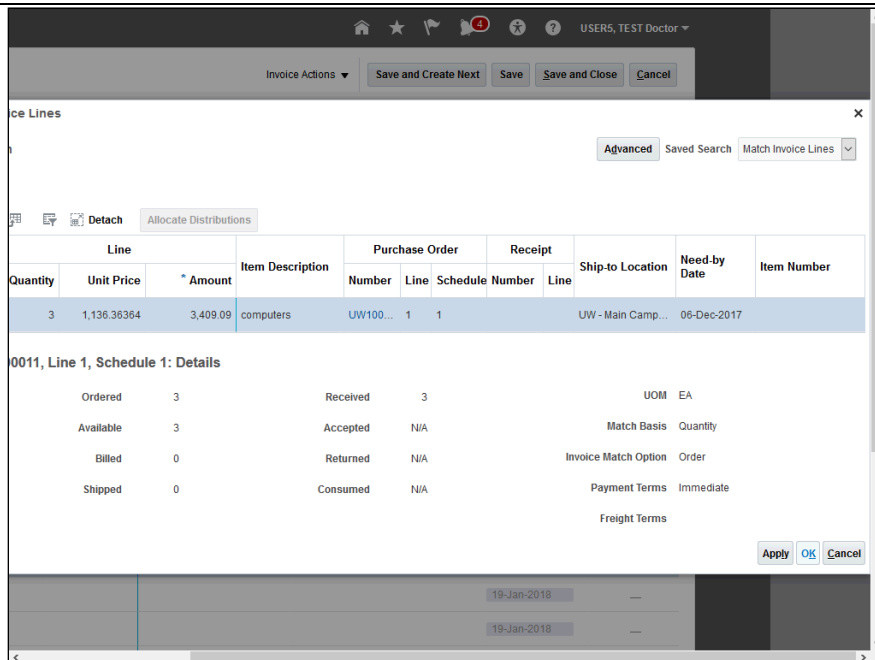 4
USER5, TEST Doctor
Invoice Actions Save and Create Next Save Save and Close Cancel
ice Lines
Advanced Saved Search Match Invoice Lines
Detach Allocate Distributions
Line Purchase Order Receipt
Quantity Unit Price * Amount Item Description Number Line Schedule Number Line Ship-to Location Need-by Date Item Number
3 1,136.36364 3,409.09 computers UW100... 1 1 UW - Main Camp... 06-Dec-2017
00011, Line 1, Schedule 1: Details
Ordered 3 Received 3 UOM EA
Available 3 Accepted N/A Match Basis Quantity
Billed 0 Returned N/A Invoice Match Option Order
Shipped 0 Consumed N/A Payment Terms Immediate
Freight Terms
Apply OK Cancel
19-Jan-2018
19-Jan-2018